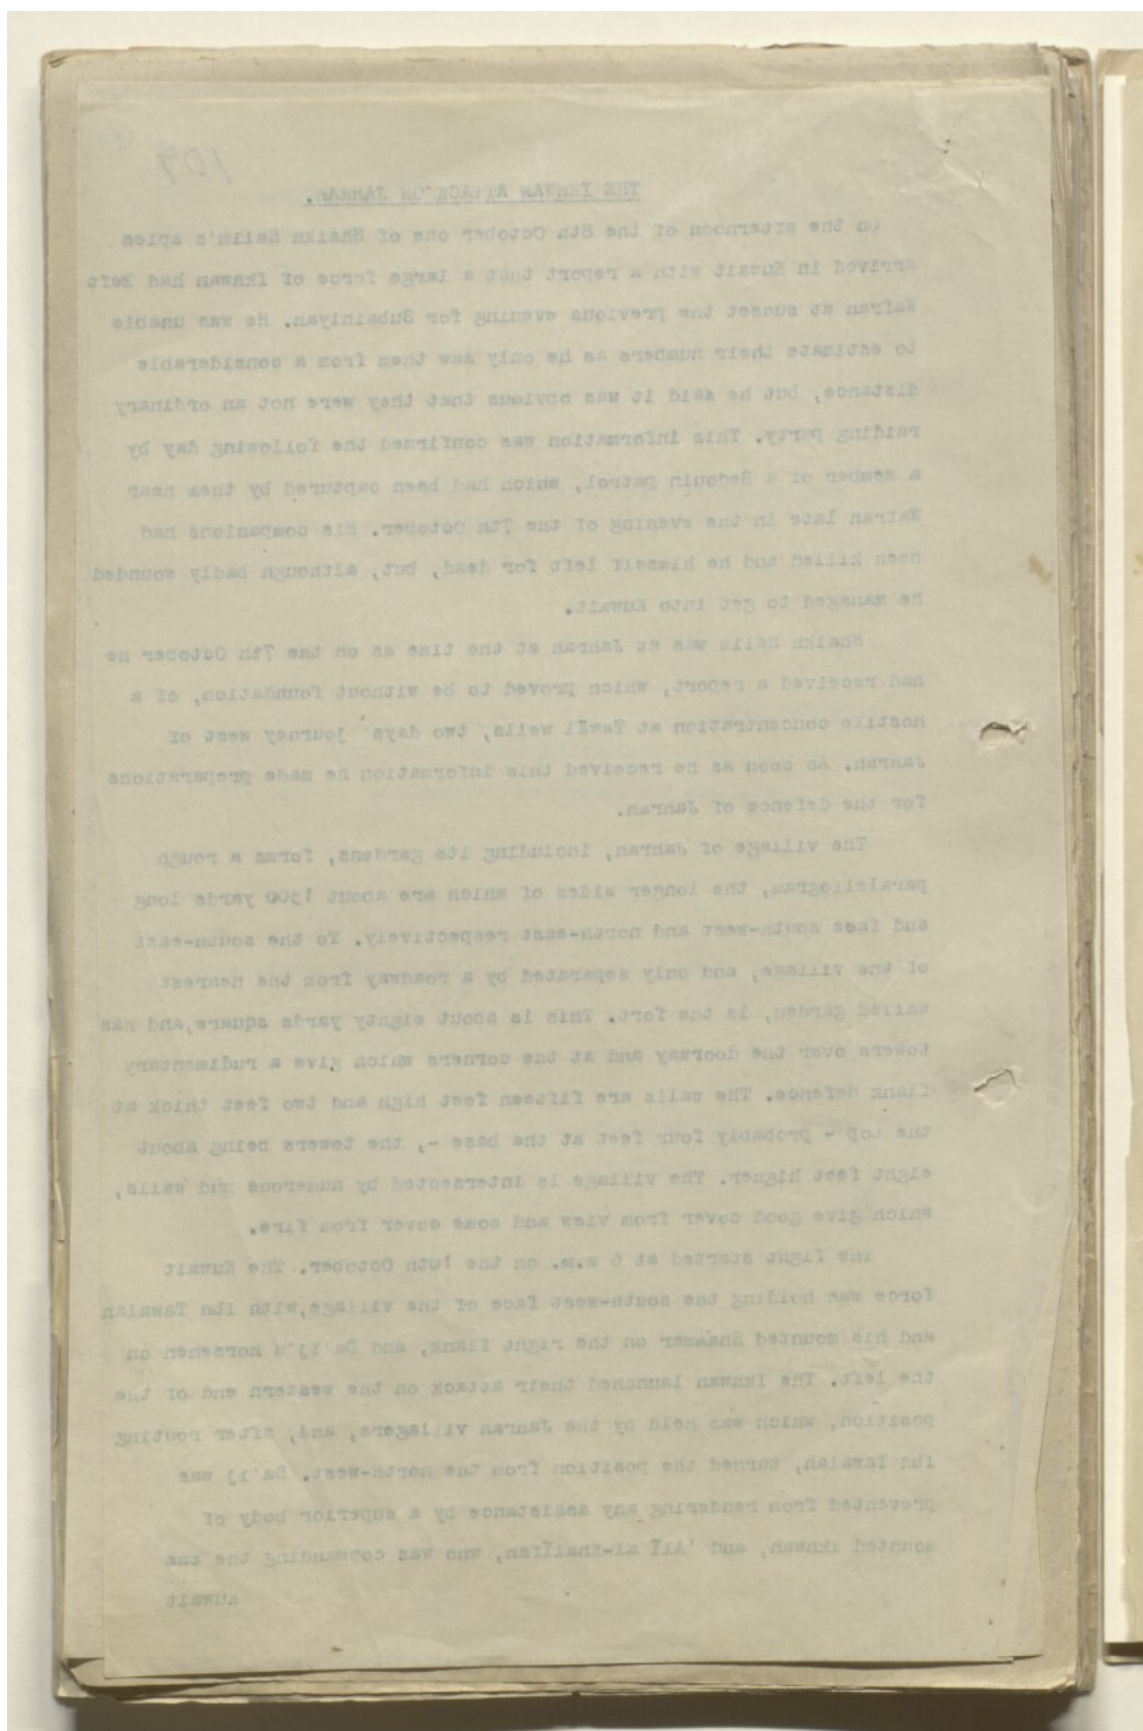 109
THE IKHWAN ATTACK ON JAHRAH.
On the afternoon of the 8th October one of Shaikh Salim's spies
arrived in Kuwait with a report that a large force of Ikhwan had left
Wafrah at sunset the previous evening for Subaihiyah. He was unable
to estimate their numbers as he only saw them from a considerable
distance, but he said it was obvious that they were not an ordinary
raiding party. This information was confirmed the following day by
a member of a Bedouin patrol, which had been captured by them near
Wafrah late in the evening of the 7th October. His companions had
been killed and he himself left for dead, but, although badly wounded
he managed to get into Kuwait.
Shaikh Salim was at Jahrah at the time as on the 7th October he
had received a report, which proved to be without foundation, of a
hostile concentration at Tawīl wells, two days' journey west of
Jahrah. As soon as he received this information he made preparations
for the defence of Jahrah.
The village of Jahrah, including its gardens, forms a rough
paralellogram, the longer sides of which are about 1500 yards long
and face south-west and north-east respectively. To the south-east
of the village, and only separated by a roadway from the nearest
walled garden, is the fort. This is about eighty yards square,and has
towers over the doorway and at the corners which give a rudimentary
flank defence. The walls are fifteen feet high and two feet thick at
the top - probably four feet at the base -, the towers being about
eight feet higher. The village is intersected by numerous mud walls,
which give good cover from view and some cover from fire.
The fight started at 6 a.m. on the 10th October. The Kuwait
force was holding the south-west face of the village,with Ibn Tawalah
and his mounted Shammar on the right flank, and Da'ij's horsemen on
the left. The Ikhwan launched their attack on the western end of the
position, which was held by the Jahrah villagers, and, after routing
Ibn Tawalah, turned the position from the north-west. Da'ij was
prevented from rendering any assistance by a superior body of
mounted Ikhwan, and 'Alī al-Khalīfah, who was commanding the
Kuwait